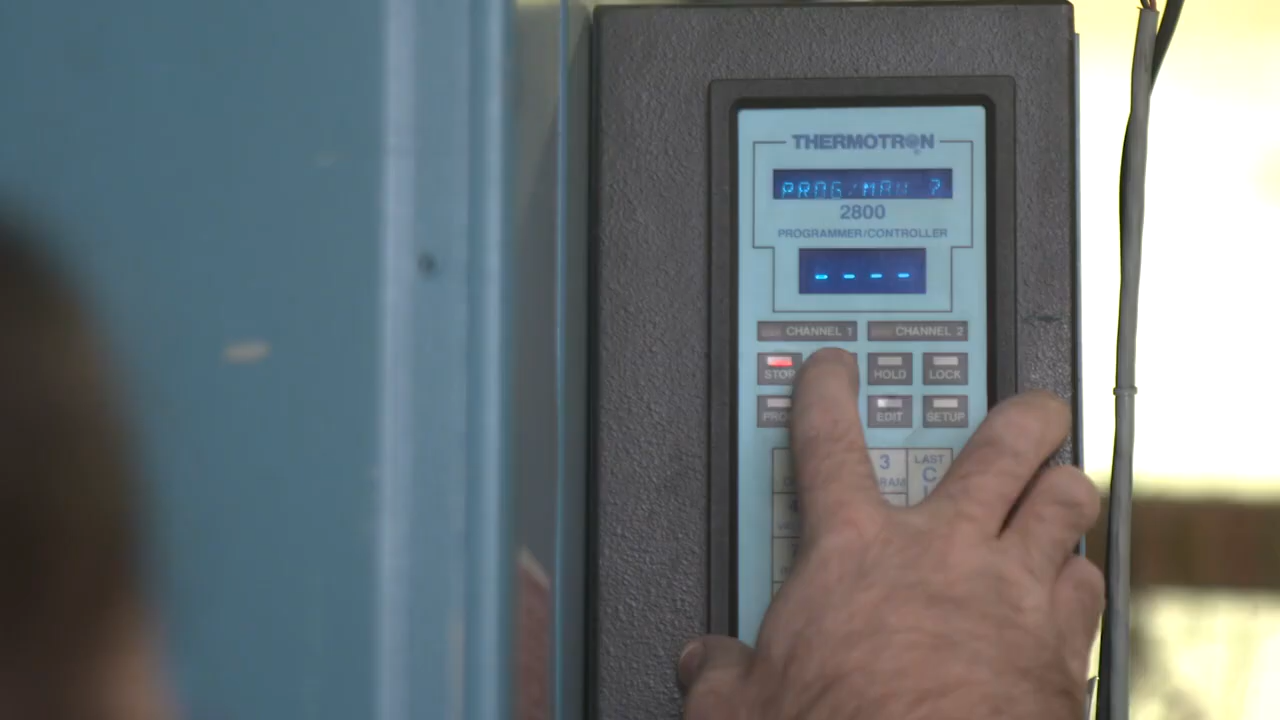 THERMOTRON
PROG/MAN ?
2800
PROGRAMMER/CONTROLLER
- - - -
CHANNEL 1 CHANNEL 2
STOP HOLD LOCK
EDIT SETUP
3 LAST
C